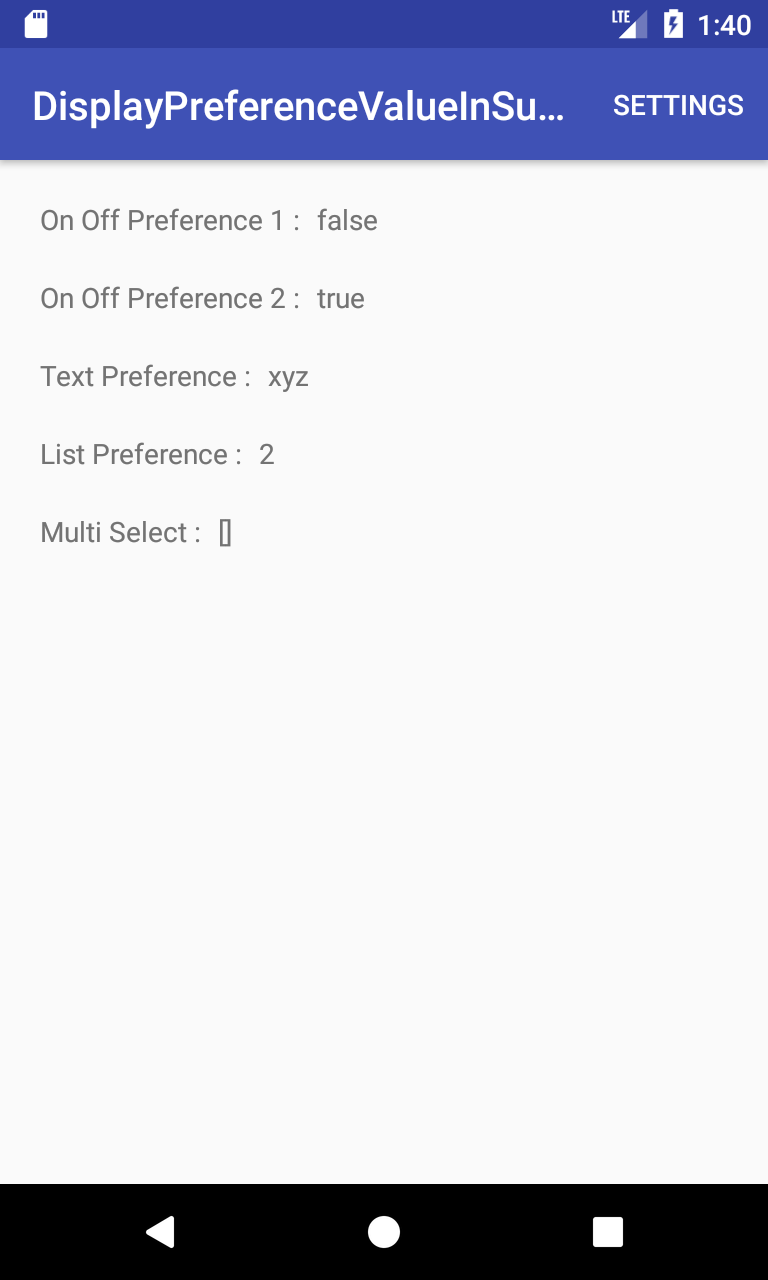 LTE 1:40
DisplayPreferenceValueInSu… SETTINGS
On Off Preference 1 : false
On Off Preference 2 : true
Text Preference : xyz
List Preference : 2
Multi Select : []